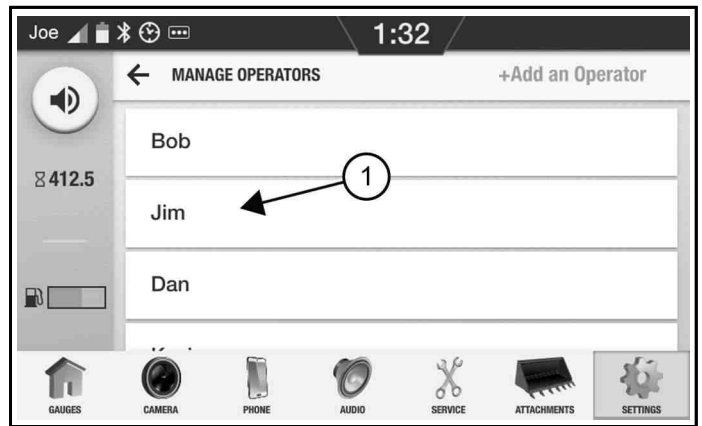 Joe 1:32
MANAGE OPERATORS +Add an Operator
Bob
1
412.5
Jim
Dan
GAUGES CAMERA PHONE AUDIO SERVICE ATTACHMENTS SETTINGS